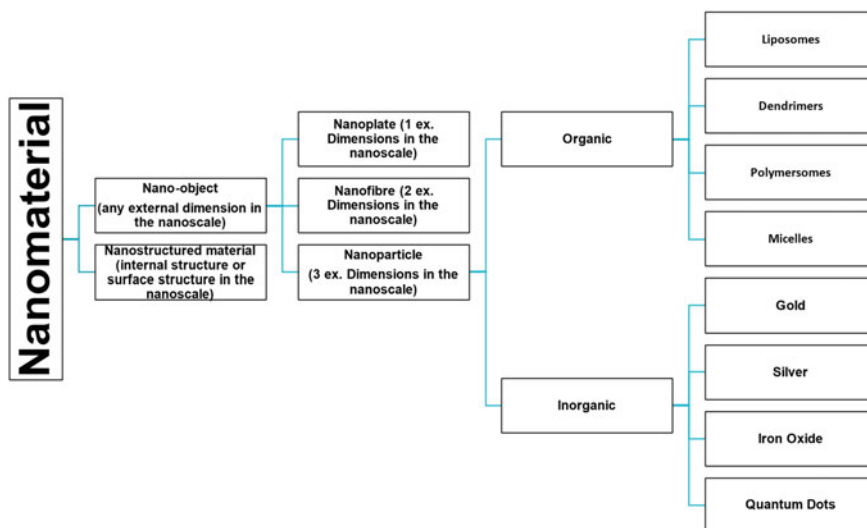 Nanomaterial
Nano-object
(any external dimension in
the nanoscale)
Nanostructured material
(internal structure or
surface structure in the
nanoscale)
Nanoplate (1 ex.
Dimensions in the
nanoscale)
Nanofibre (2 ex.
Dimensions in the
nanoscale)
Nanoparticle
(3 ex. Dimensions in the
nanoscale)
Organic
Inorganic
Liposomes
Dendrimers
Polymersomes
Micelles
Gold
Silver
Iron Oxide
Quantum Dots